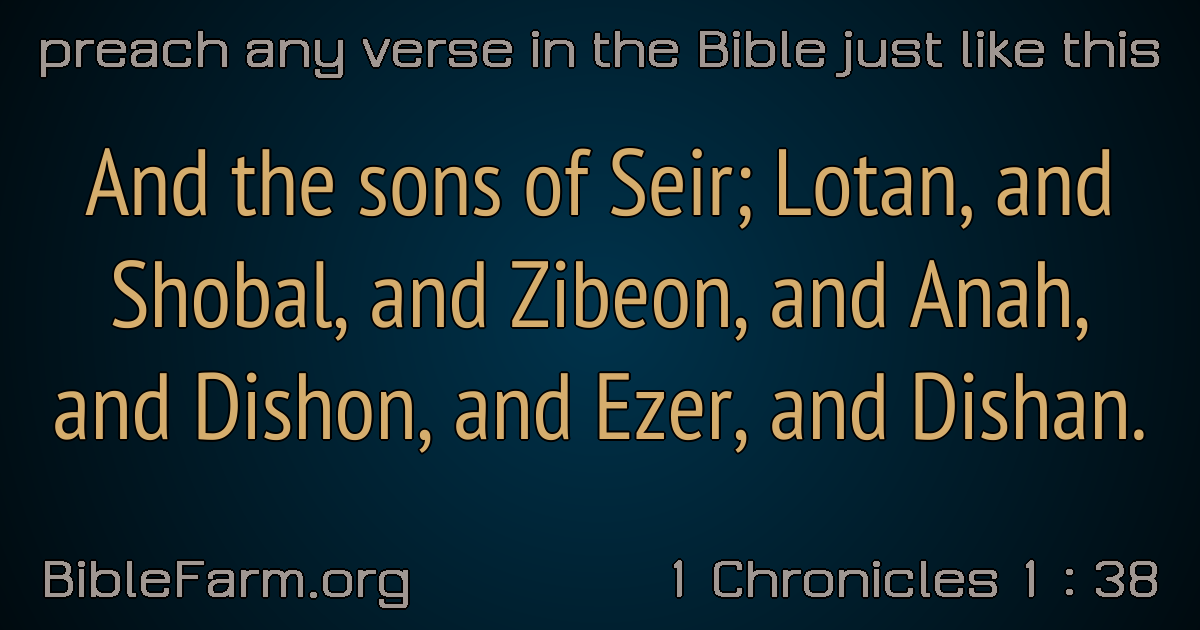 preach any verse in the Bible just like this
And the sons of Seir; Lotan, and
Shobal, and Zibeon, and Anah,
and Dishon, and Ezer, and Dishan.
BibleFarm.org
1 Chronicles 1 : 38